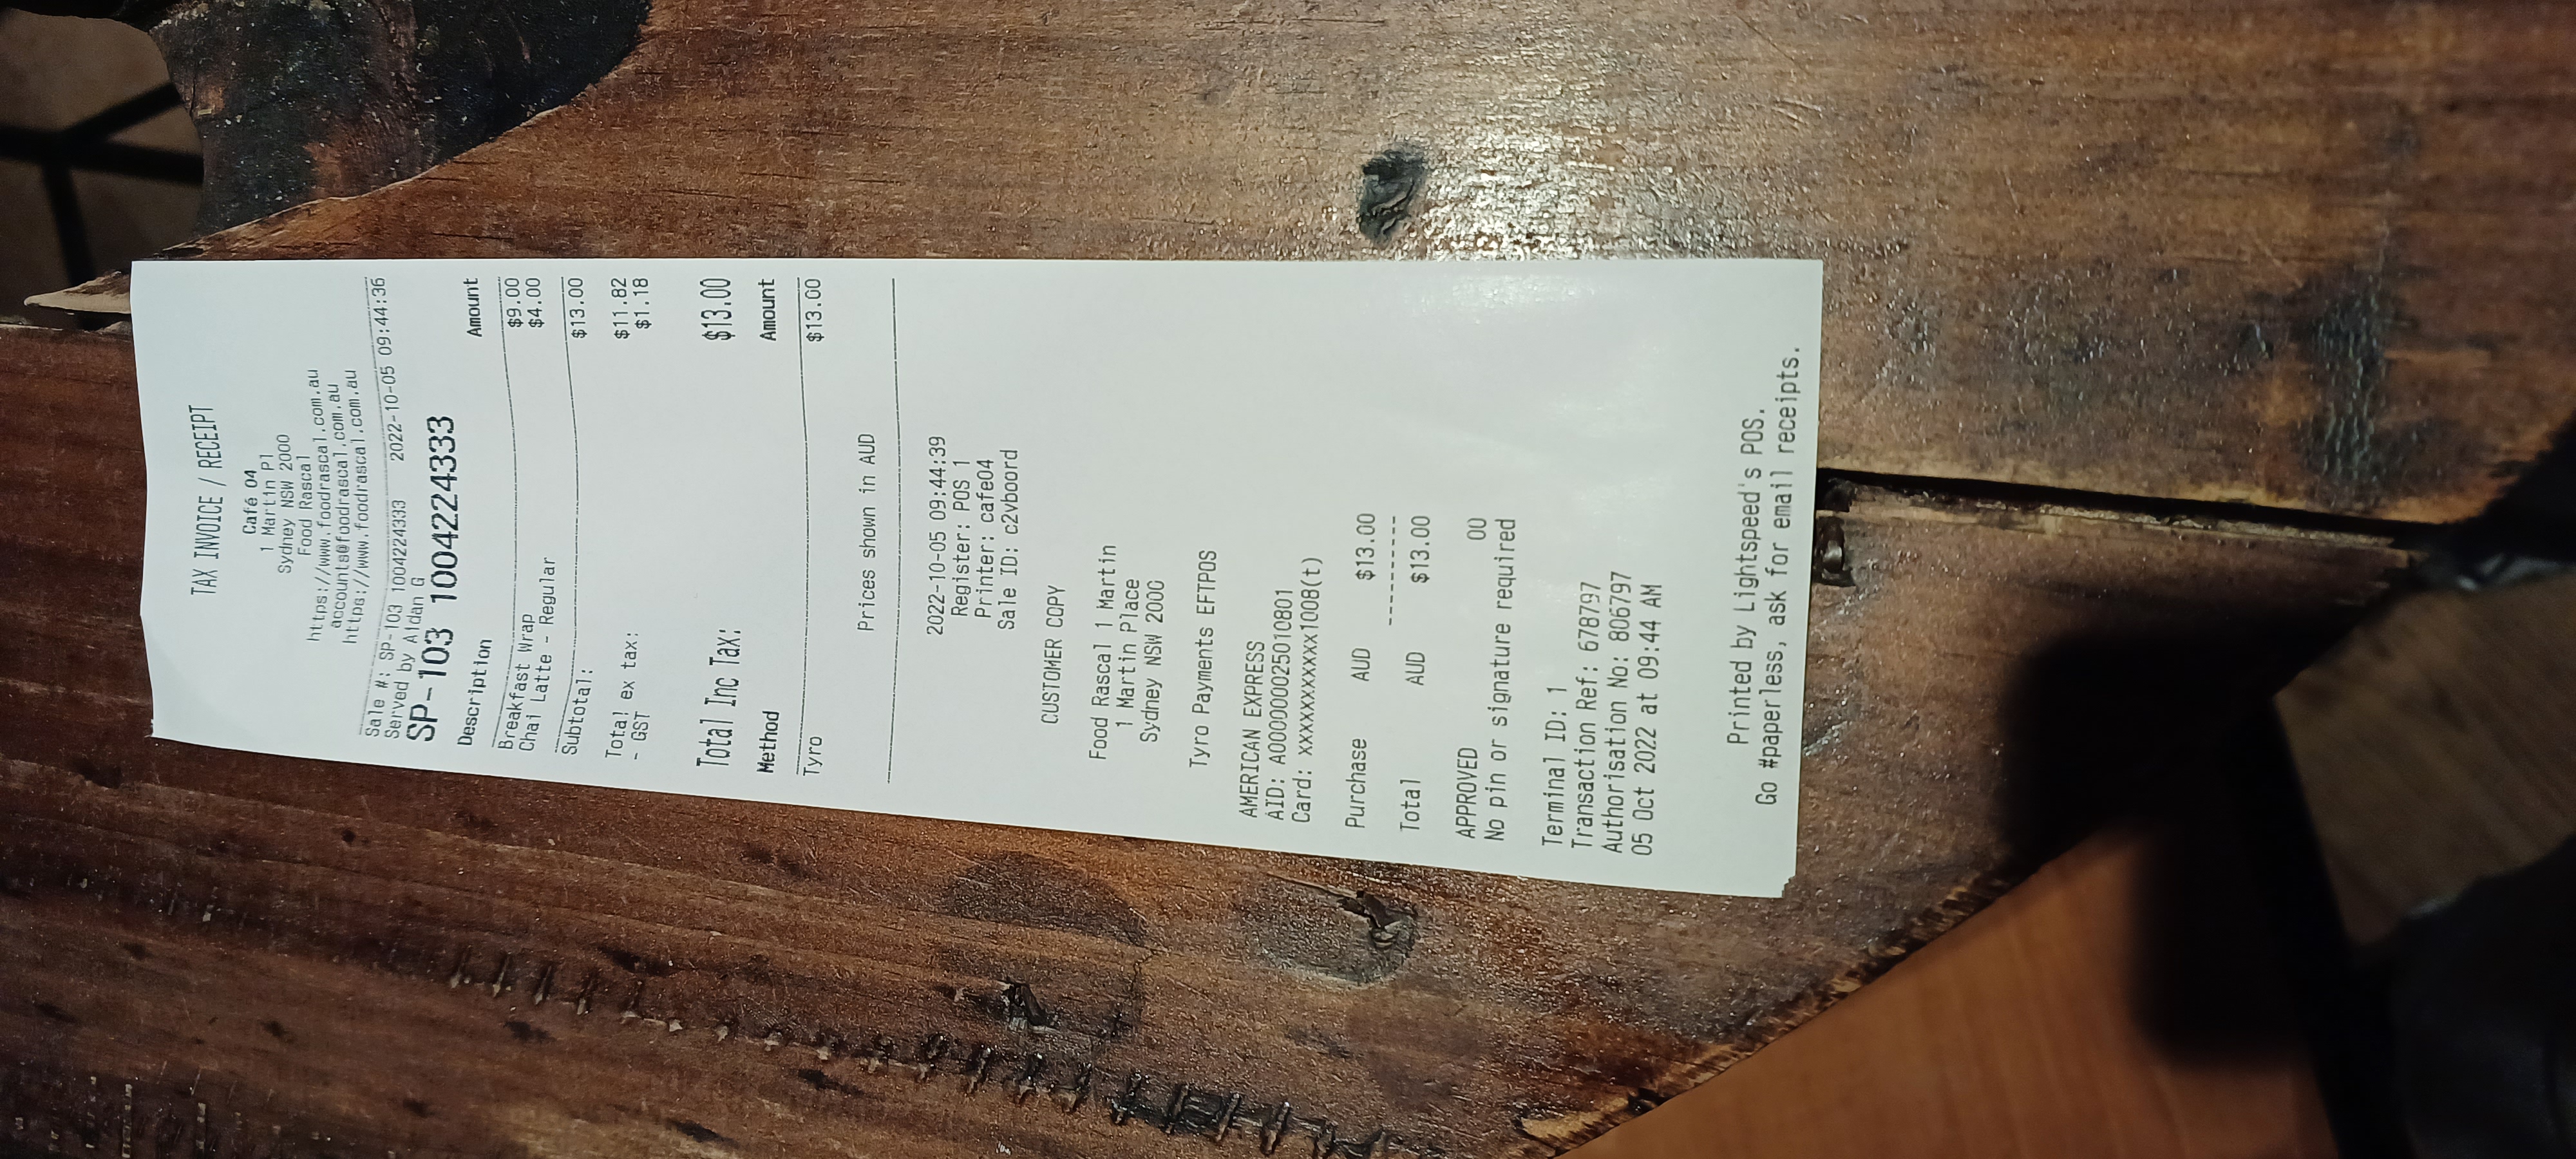 TAX INVOICE / RECEIPT
Café 04
1 Martin Pl
Sydney NSW 2000
Food Rascal
https://www.foodrascal.com.au
accounts@foodrascal.com.au
https://www.foodrascal.com.au
Sale #: SP-103 1004224333 2022-10-05 09:44:36
Served by Aidan G
SP-103 1004224333
Description Amount
Breakfast Wrap $9.00
Chai Latte - Regular $4.00
Subtotal: $13.00
Total ex tax: $11.82
- GST $1.18
Total Inc Tax: $13.00
Method Amount
Tyro $13.00
Prices shown in AUD
2022-10-05 09:44:39
Register: POS 1
Printer: cafe04
Sale ID: c2vboord
CUSTOMER COPY
Food Rascal 1 Martin
1 Martin Place
Sydney NSW 2000
Tyro Payments EFTPOS
AMERICAN EXPRESS
AID: A000000025010801
Card: xxxxxxxxxxx1008(t)
Purchase AUD $13.00
----------
Total AUD $13.00
APPROVED 00
No pin or signature required
Terminal ID: 1
Transaction Ref: 678797
Authorisation No: 806797
05 Oct 2022 at 09:44 AM
Printed by Lightspeed's POS.
Go #paperless, ask for email receipts.